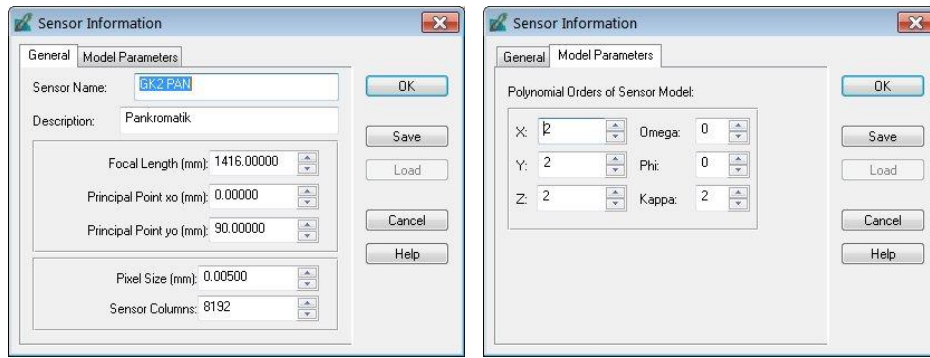 Sensor Information
General Model Parameters
Sensor Name: GK2 PAN
Description: Pankromatik
Focal Length (mm): 1416.00000
Principal Point xo (mm): 0.00000
Principal Point yo (mm): 90.00000
Pixel Size (mm): 0.00500
Sensor Columns: 8192
OK
Save
Load
Cancel
Help
Sensor Information
General Model Parameters
Polynomial Orders of Sensor Model:
X: 2 Omega: 0
Y: 2 Phi: 0
Z: 2 Kappa: 2
OK
Save
Load
Cancel
Help